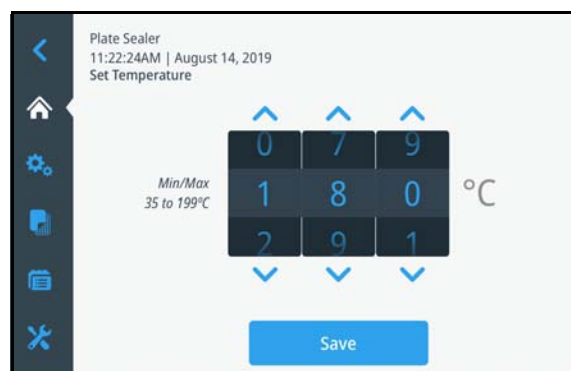 Plate Sealer
11:22:24AM | August 14, 2019
Set Temperature
0 7 9
Min/Max
35 to 199°C
1 8 0 °C
2 9 1
Save